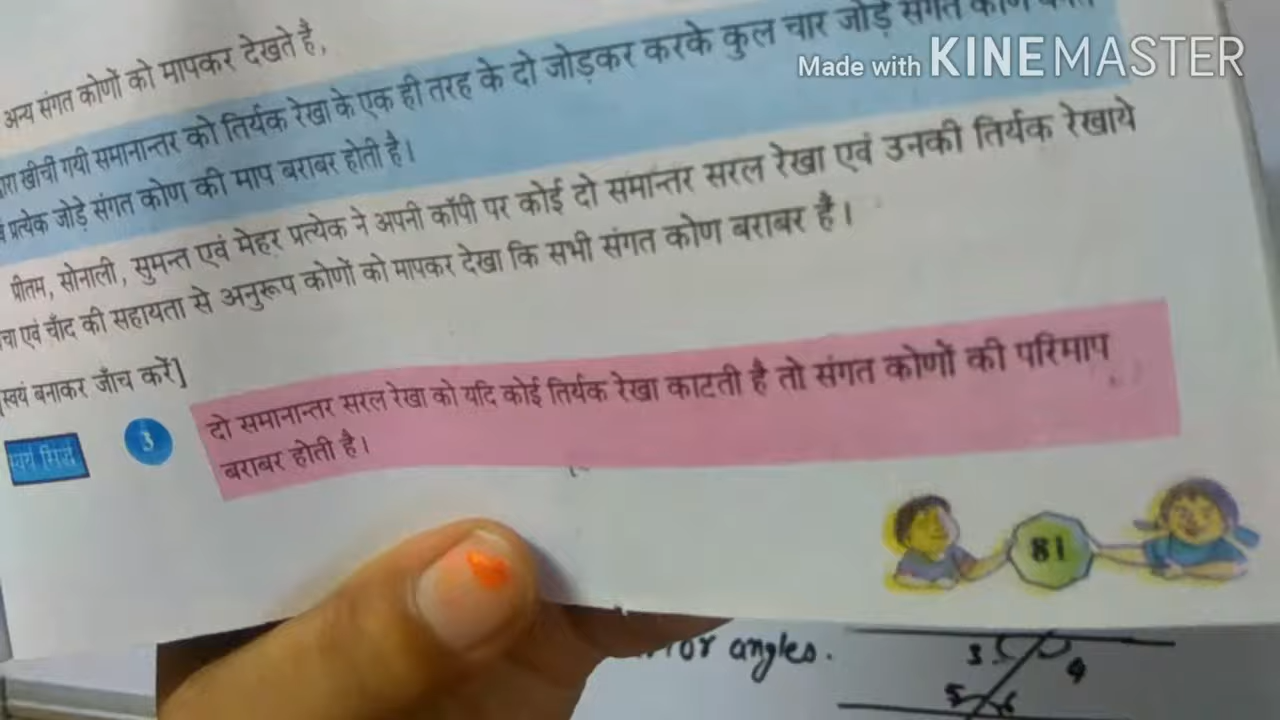 Made with KINEMASTER
अन्य संगत कोणों को मापकर देखते है,
खीची गयी समानान्तर को तिर्यक रेखा के एक ही तरह के दो जोड़कर करके कुल चार जोड़े संगत कोण
प्रत्येक जोड़े संगत कोण की माप बराबर होती है।
प्रीतम, सोनाली, सुमन्त एवं मेहर प्रत्येक ने अपनी कॉपी पर कोई दो समान्तर सरल रेखा एवं उनकी तिर्यक रेखाये
एवं चाँद की सहायता से अनुरूप कोणों को मापकर देखा कि सभी संगत कोण बराबर है।
स्वयं बनाकर जाँच करें]
3 दो समानान्तर सरल रेखा को यदि कोई तिर्यक रेखा काटती है तो संगत कोणों की परिमाप
बराबर होती है।
81
angles.
3 4
5 6